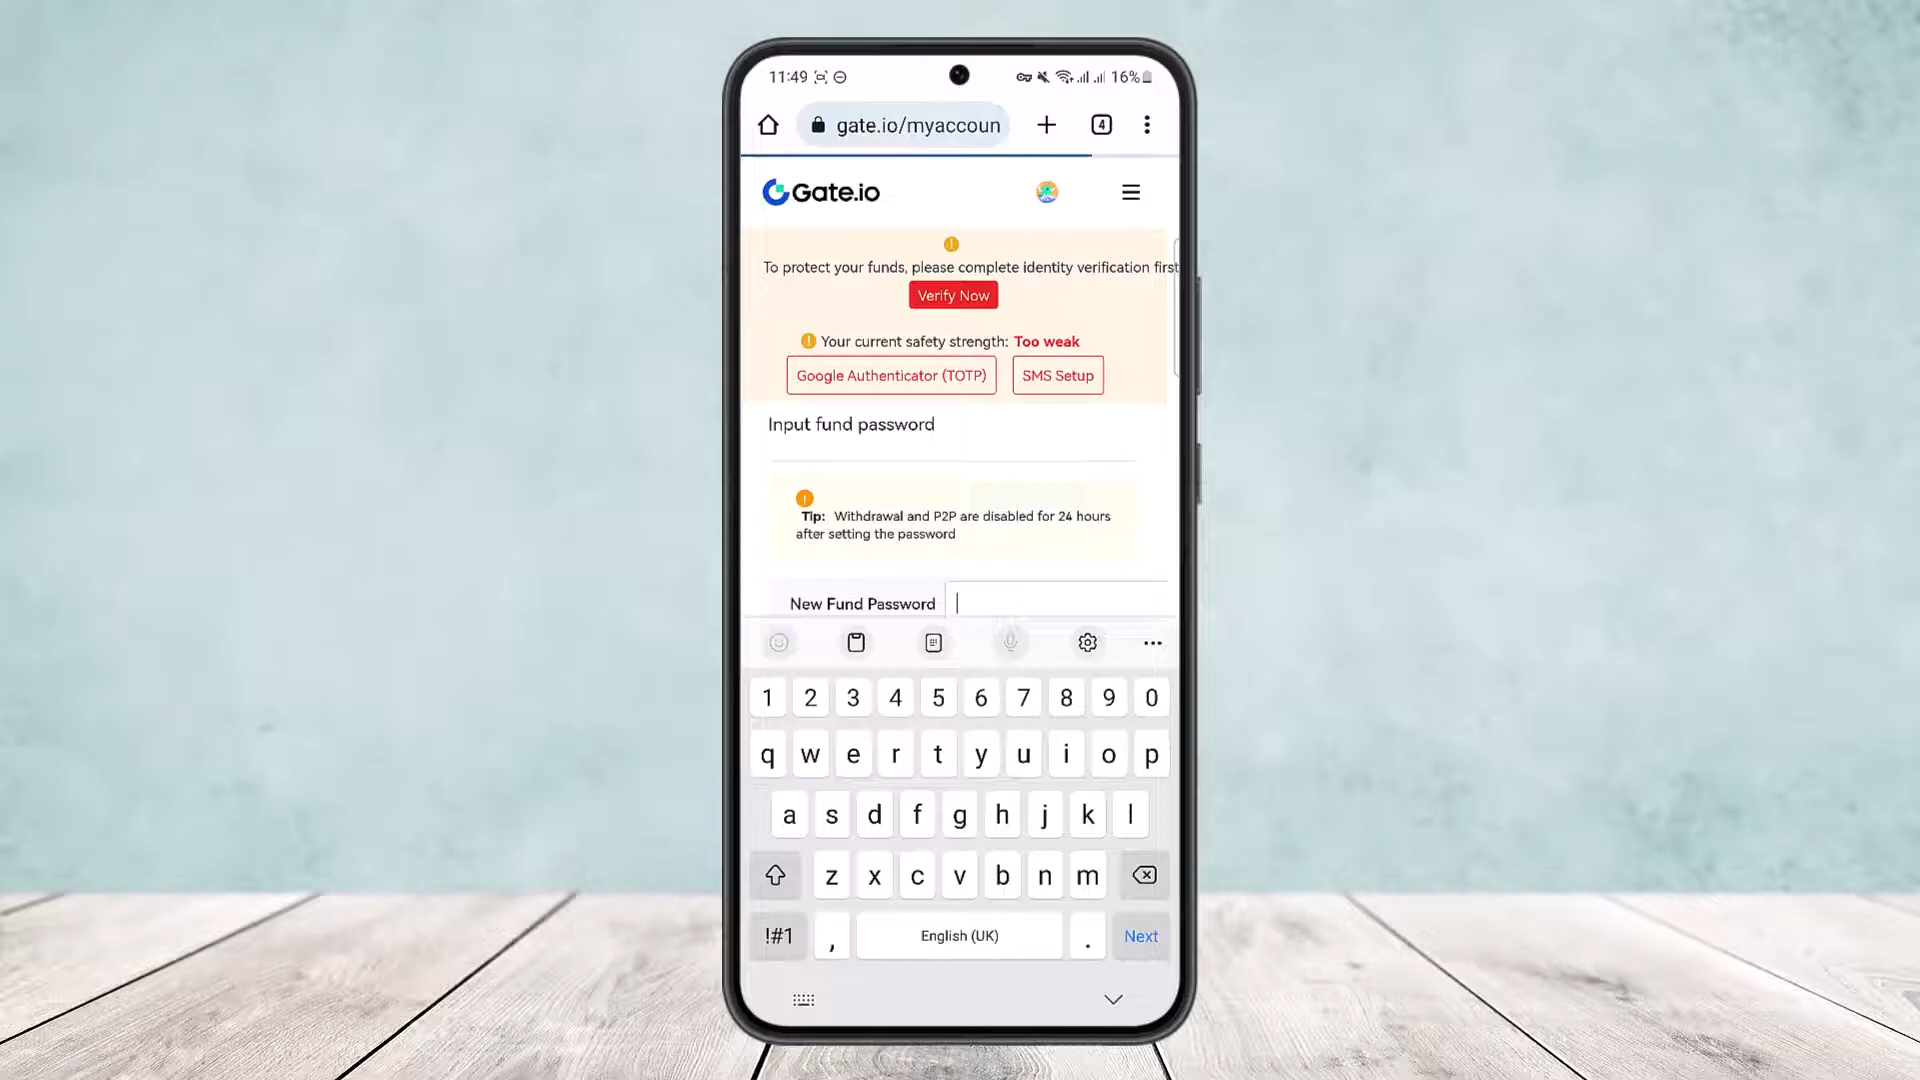 11:49 16%
gate.io/myaccoun 4
Gate.io
To protect your funds, please complete identity verification first
Verify Now
Your current safety strength: Too weak
Google Authenticator (TOTP) SMS Setup
Input fund password
Tip: Withdrawal and P2P are disabled for 24 hours
after setting the password
New Fund Password
1 2 3 4 5 6 7 8 9 0
q w e r t y u i o p
a s d f g h j k l
z x c v b n m
!#1 , English (UK) . Next